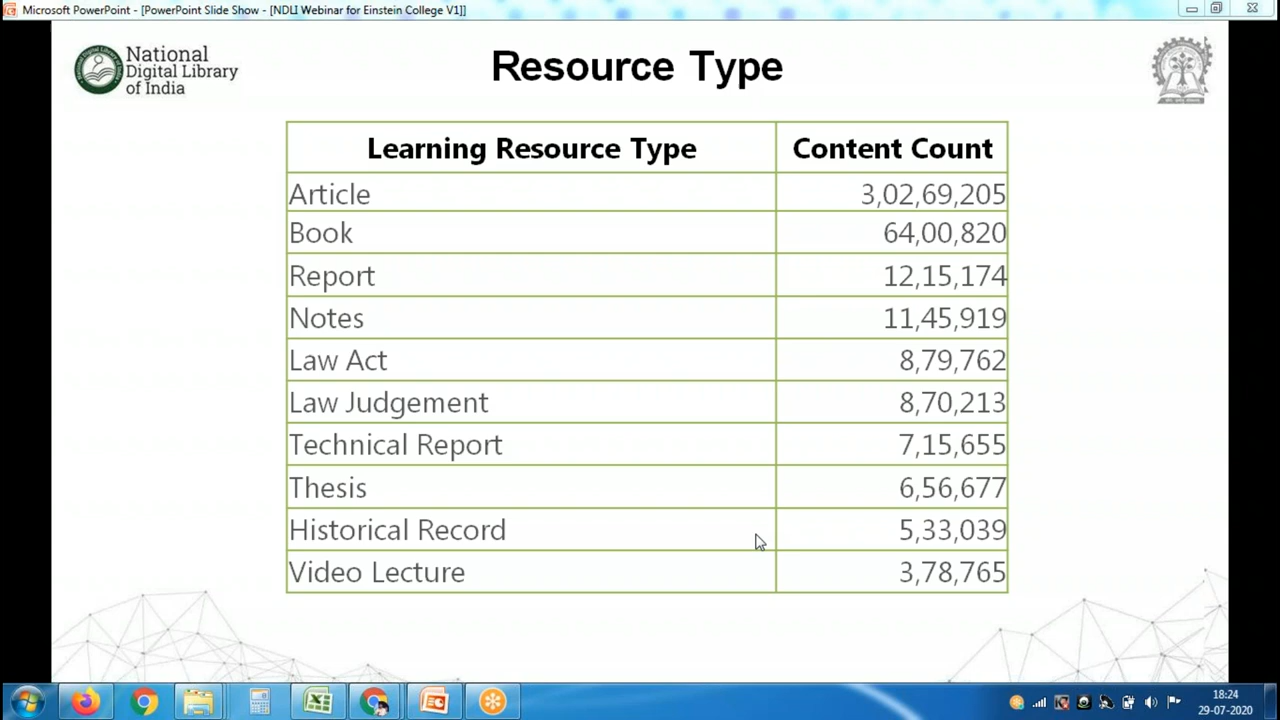 Microsoft PowerPoint - [PowerPoint Slide Show - [NDLI Webinar for Einstein College V1]]
National
Digital Library
of India
Resource Type
Learning Resource Type Content Count
Article 3,02,69,205
Book 64,00,820
Report 12,15,174
Notes 11,45,919
Law Act 8,79,762
Law Judgement 8,70,213
Technical Report 7,15,655
Thesis 6,56,677
Historical Record 5,33,039
Video Lecture 3,78,765
18:24
29-07-2020